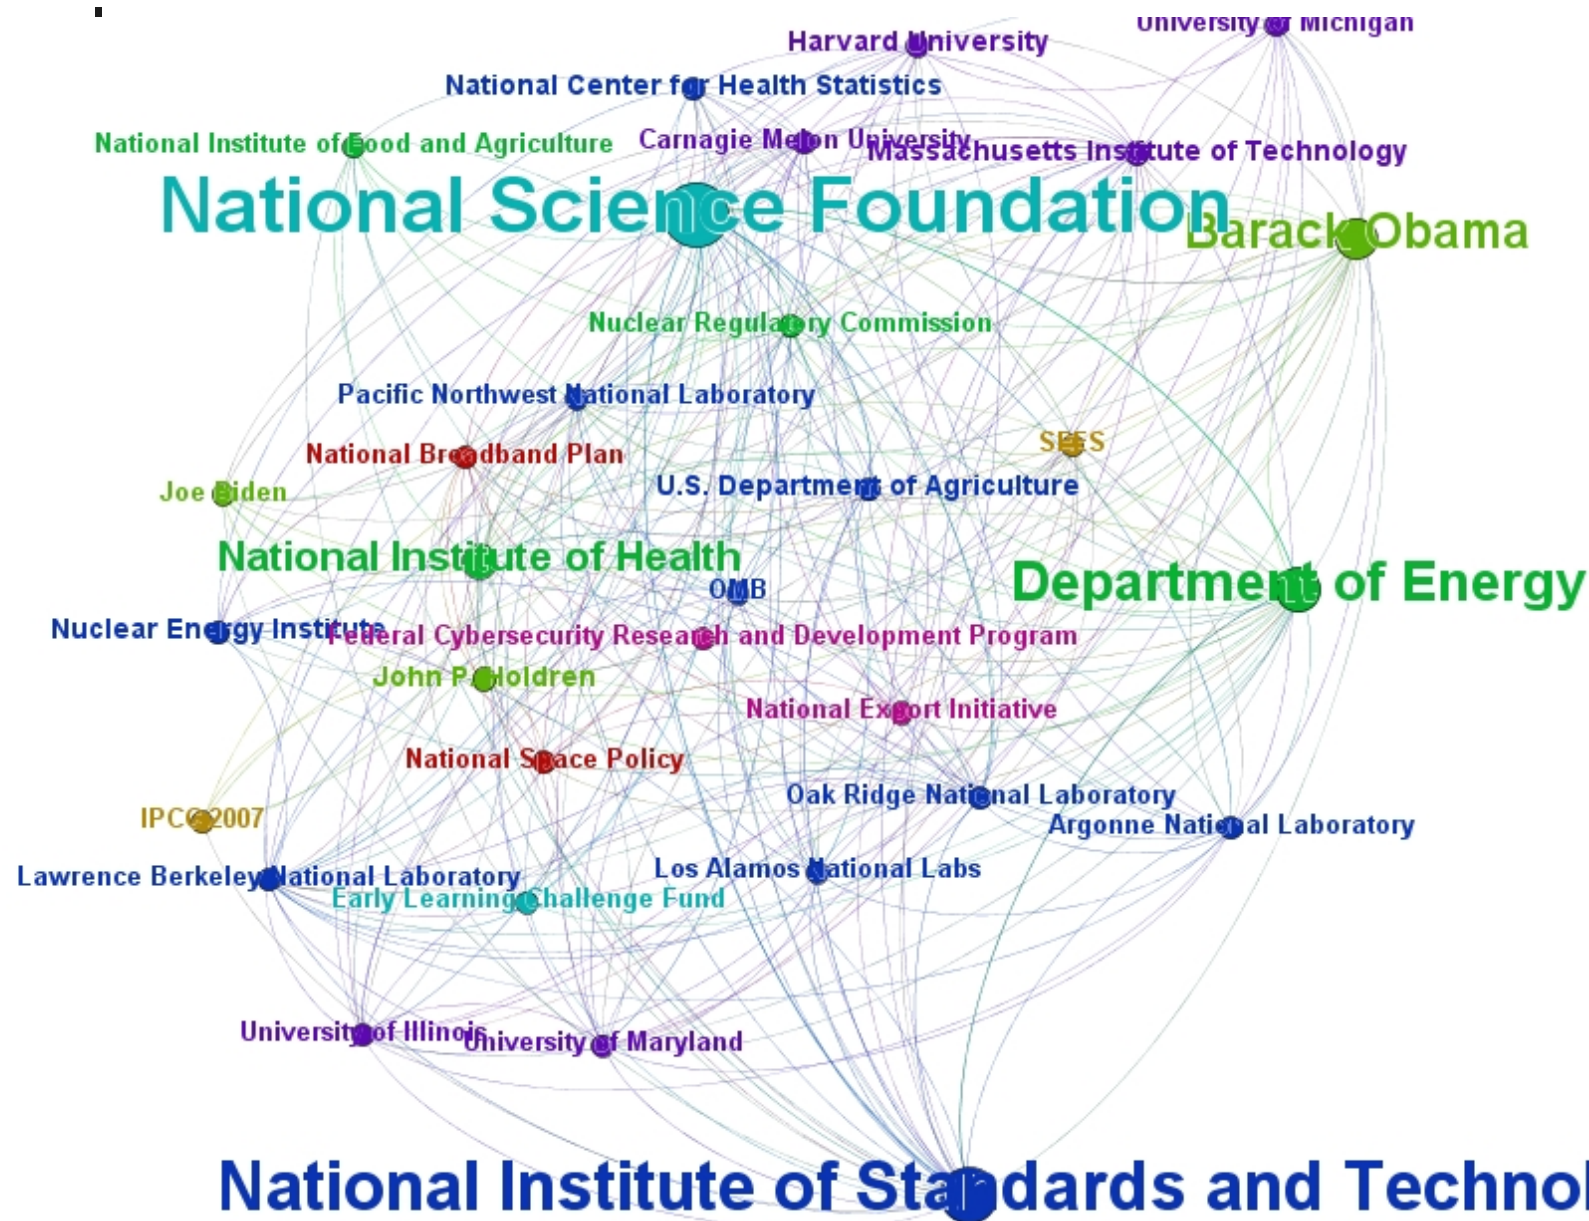 University of Michigan
Harvard University
National Center for Health Statistics
Carnagie Melon University
National Institute of Food and Agriculture
Massachusetts Institute of Technology
National Science Foundation
Barack Obama
Nuclear Regulatory Commission
Pacific Northwest National Laboratory
SEES
National Broadband Plan
U.S. Department of Agriculture
Joe Biden
National Institute of Health
Department of Energy
OMB
Nuclear Energy Institute
Federal Cybersecurity Research and Development Program
John P. Holdren
National Export Initiative
National Space Policy
Oak Ridge National Laboratory
IPCC 2007
Argonne National Laboratory
Los Alamos National Labs
Lawrence Berkeley National Laboratory
Early Learning Challenge Fund
University of Illinois
University of Maryland
National Institute of Standards and Technol